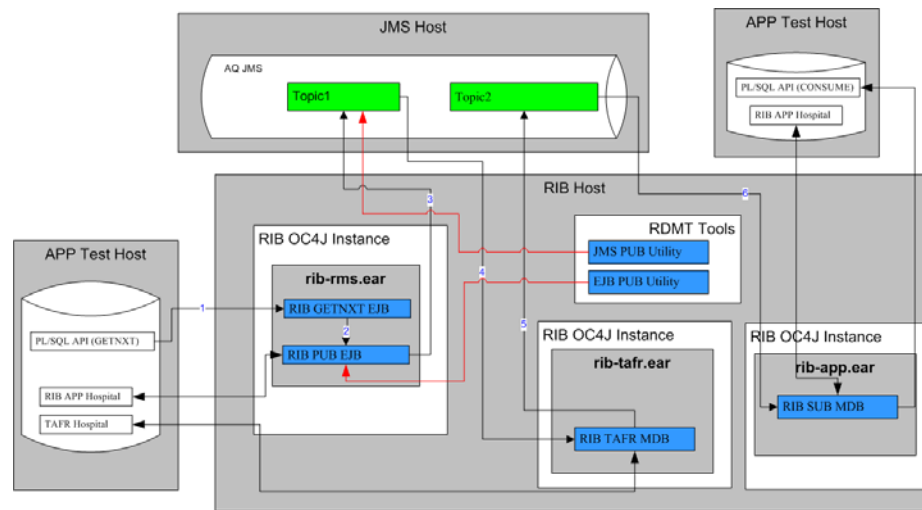 JMS Host
AQ JMS
Topic1
Topic2
APP Test Host
PL/SQL API (CONSUME)
RIB APP Hospital
RIB Host
3
6
RIB OC4J Instance
rib-rms.ear
RIB GETNXT EJB
2
RIB PUB EJB
RDMT Tools
JMS PUB Utility
EJB PUB Utility
APP Test Host
1
PL/SQL API (GETNXT)
RIB APP Hospital
TAFR Hospital
4
5
RIB OC4J Instance
rib-tafr.ear
RIB TAFR MDB
RIB OC4J Instance
rib-app.ear
RIB SUB MDB